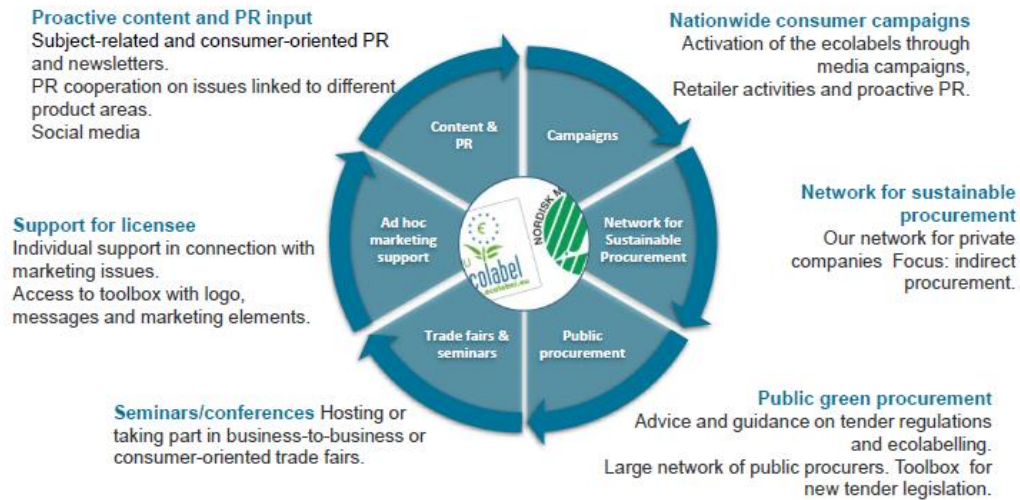 Proactive content and PR input
Subject-related and consumer-oriented PR
and newsletters.
PR cooperation on issues linked to different
product areas.
Social media
Nationwide consumer campaigns
Activation of the ecolabels through
media campaigns,
Retailer activities and proactive PR.
Content &
PR
Campaigns
Support for licensee
Individual support in connection with
marketing issues.
Access to toolbox with logo,
messages and marketing elements.
Ad hoc
marketing
support
€
colabel
ecolabel.eu
NORDISK M
Network for
Sustainable
Procurement
Network for sustainable
procurement
Our network for private
companies Focus: indirect
procurement.
Trade fairs &
seminars
Public
procurement
Seminars/conferences Hosting or
taking part in business-to-business or
consumer-oriented trade fairs.
Public green procurement
Advice and guidance on tender regulations
and ecolabelling.
Large network of public procurers. Toolbox for
new tender legislation.